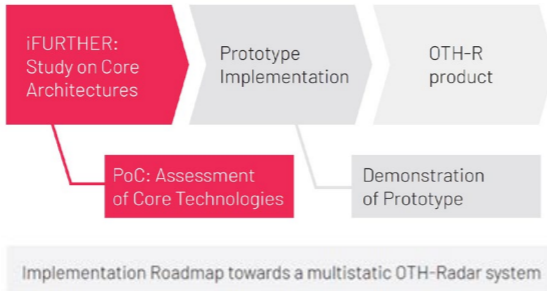 iFURTHER:
Study on Core
Architectures
Prototype
Implementation
OTH-R
product
PoC: Assessment
of Core Technologies
Demonstration
of Prototype
Implementation Roadmap towards a multistatic OTH-Radar system